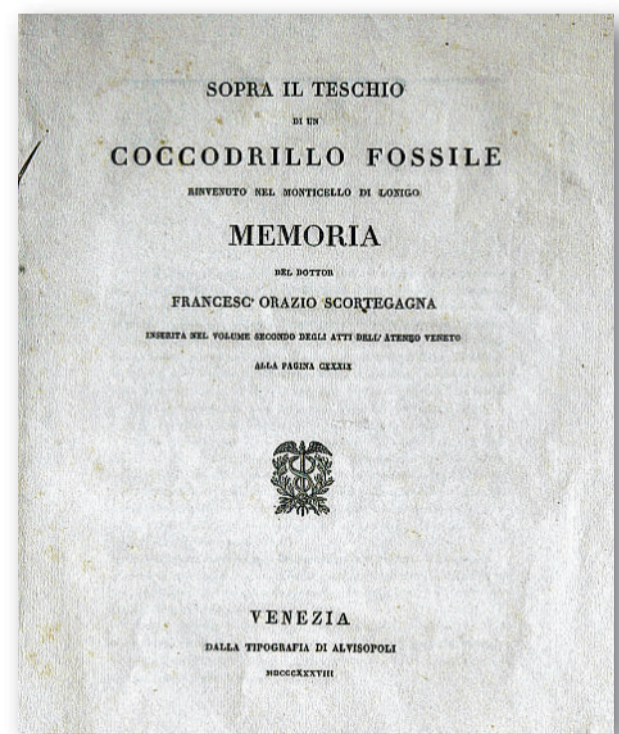 SOPRA IL TESCHIO
DI UN
COCCODRILLO FOSSILE
RINVENUTO NEL MONTICELLO DI LONIGO
MEMORIA
DEL DOTTOR
FRANCESC' ORAZIO SCORTEGAGNA
INSERITA NEL VOLUME SECONDO DEGLI ATTI DELL' ATENEO VENETO
ALLA PAGINA CXXXIX
VENEZIA
DALLA TIPOGRAFIA DI ALVISOPOLI
MDCCCXXXVIII